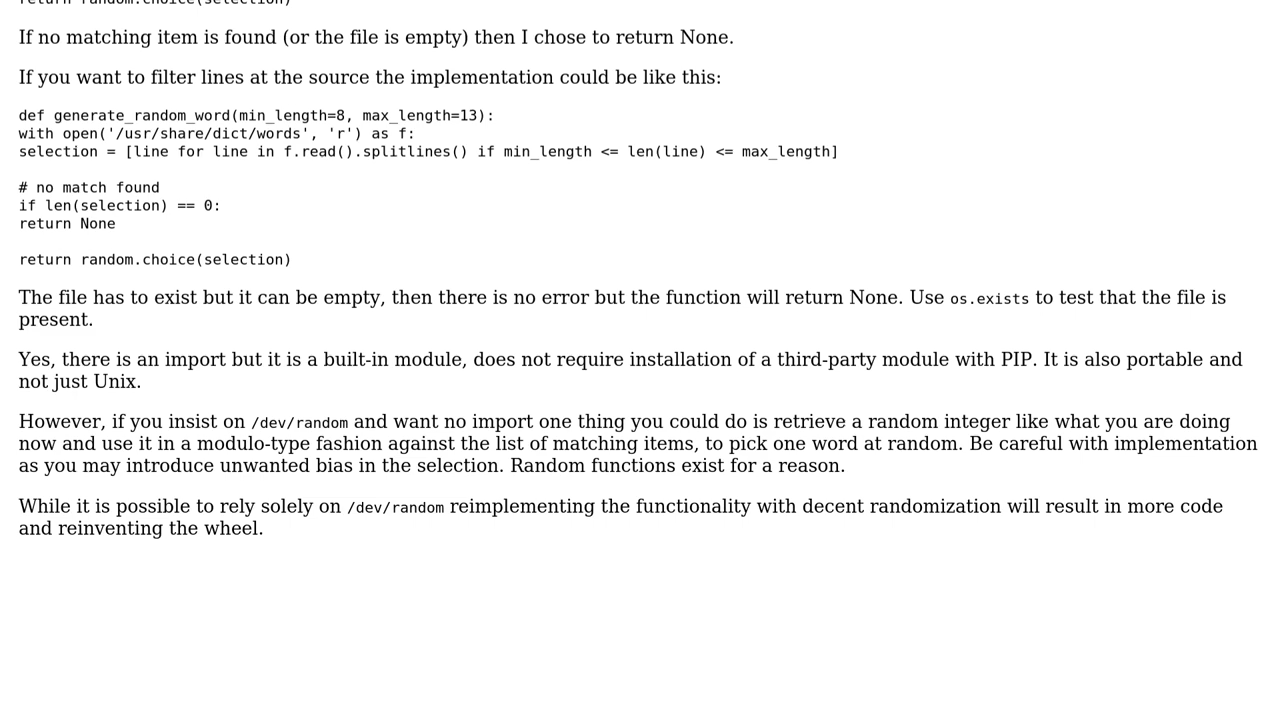 return random.choice(selection)
If no matching item is found (or the file is empty) then I chose to return None.
If you want to filter lines at the source the implementation could be like this:
def generate_random_word(min_length=8, max_length=13):
with open('/usr/share/dict/words', 'r') as f:
selection = [line for line in f.read().splitlines() if min_length <= len(line) <= max_length]
# no match found
if len(selection) == 0:
return None
return random.choice(selection)
The file has to exist but it can be empty, then there is no error but the function will return None. Use os.exists to test that the file is
present.
Yes, there is an import but it is a built-in module, does not require installation of a third-party module with PIP. It is also portable and
not just Unix.
However, if you insist on /dev/random and want no import one thing you could do is retrieve a random integer like what you are doing
now and use it in a modulo-type fashion against the list of matching items, to pick one word at random. Be careful with implementation
as you may introduce unwanted bias in the selection. Random functions exist for a reason.
While it is possible to rely solely on /dev/random reimplementing the functionality with decent randomization will result in more code
and reinventing the wheel.